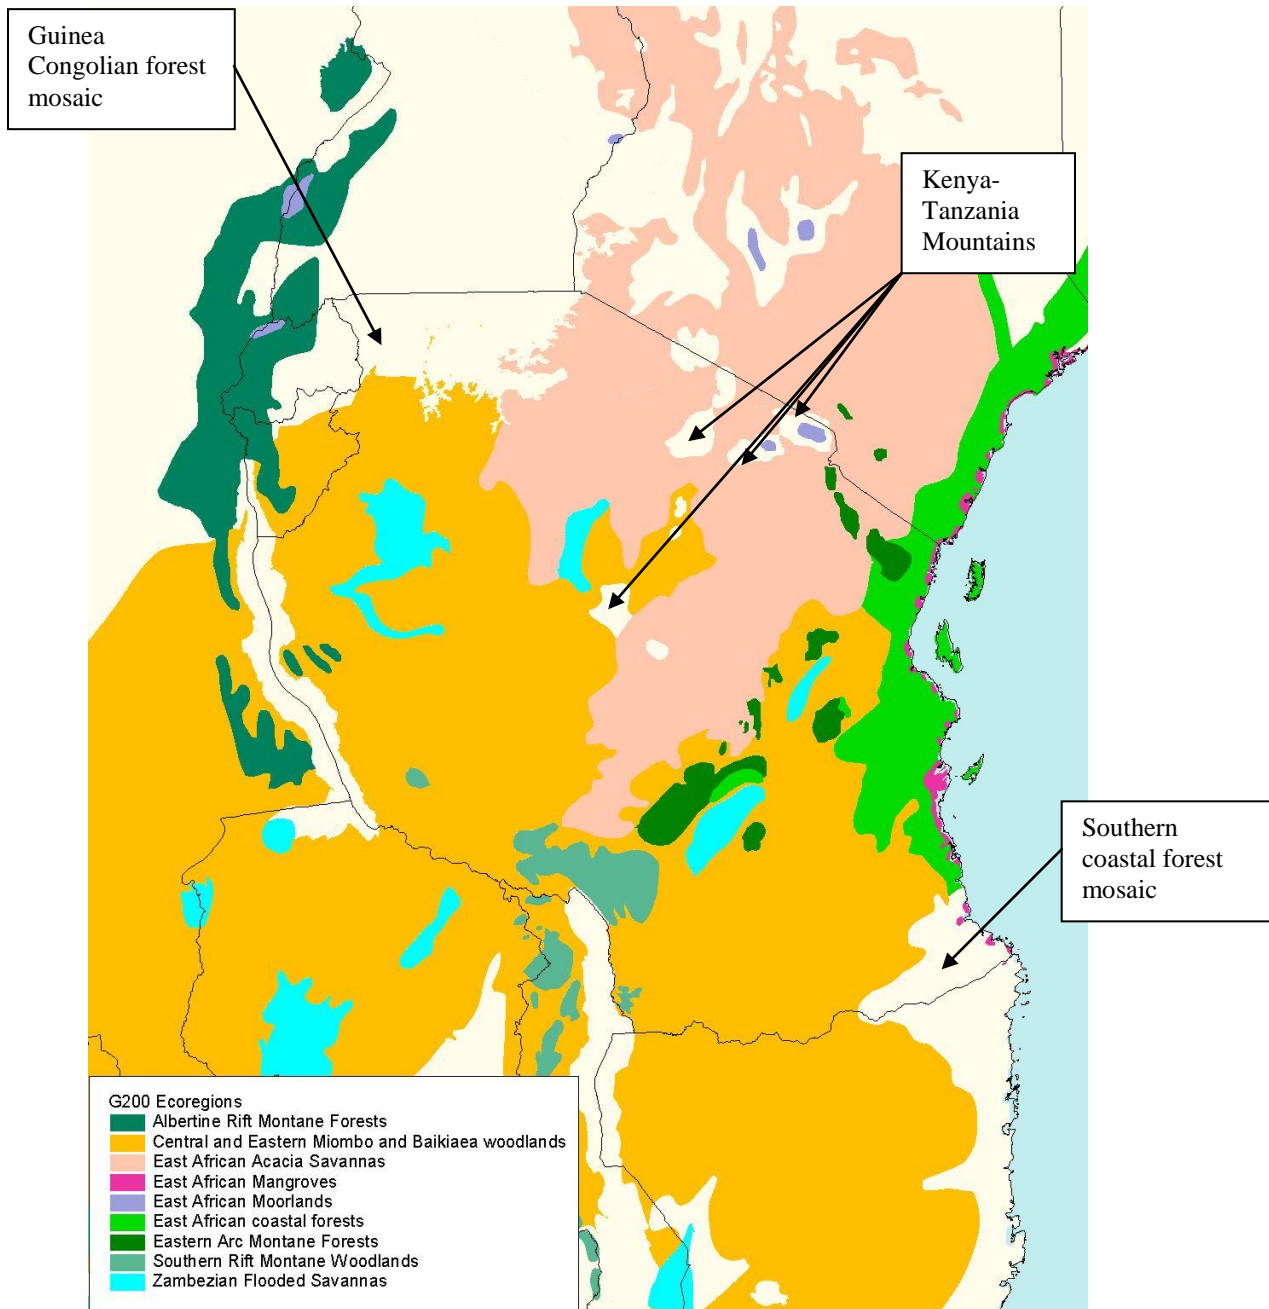 Guinea
Congolian forest
mosaic
Kenya-
Tanzania
Mountains
Southern
coastal forest
mosaic
G200 Ecoregions
Albertine Rift Montane Forests
Central and Eastern Miombo and Baikiaea woodlands
East African Acacia Savannas
East African Mangroves
East African Moorlands
East African coastal forests
Eastern Arc Montane Forests
Southern Rift Montane Woodlands
Zambezian Flooded Savannas